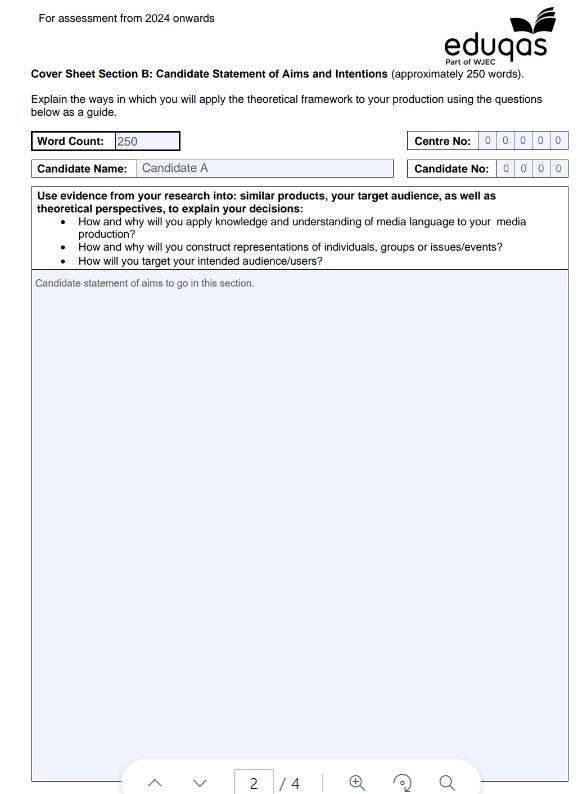 For assessment from 2024 onwards
eduqas
Part of WJEC
Cover Sheet Section B: Candidate Statement of Aims and Intentions (approximately 250 words).
Explain the ways in which you will apply the theoretical framework to your production using the questions
below as a guide.
Word Count: 250
Centre No: 0 0 0 0 0
Candidate Name: Candidate A
Candidate No: 0 0 0 0
Use evidence from your research into: similar products, your target audience, as well as
theoretical perspectives, to explain your decisions:
• How and why will you apply knowledge and understanding of media language to your media
production?
• How and why will you construct representations of individuals, groups or issues/events?
• How will you target your intended audience/users?
Candidate statement of aims to go in this section.
2 / 4